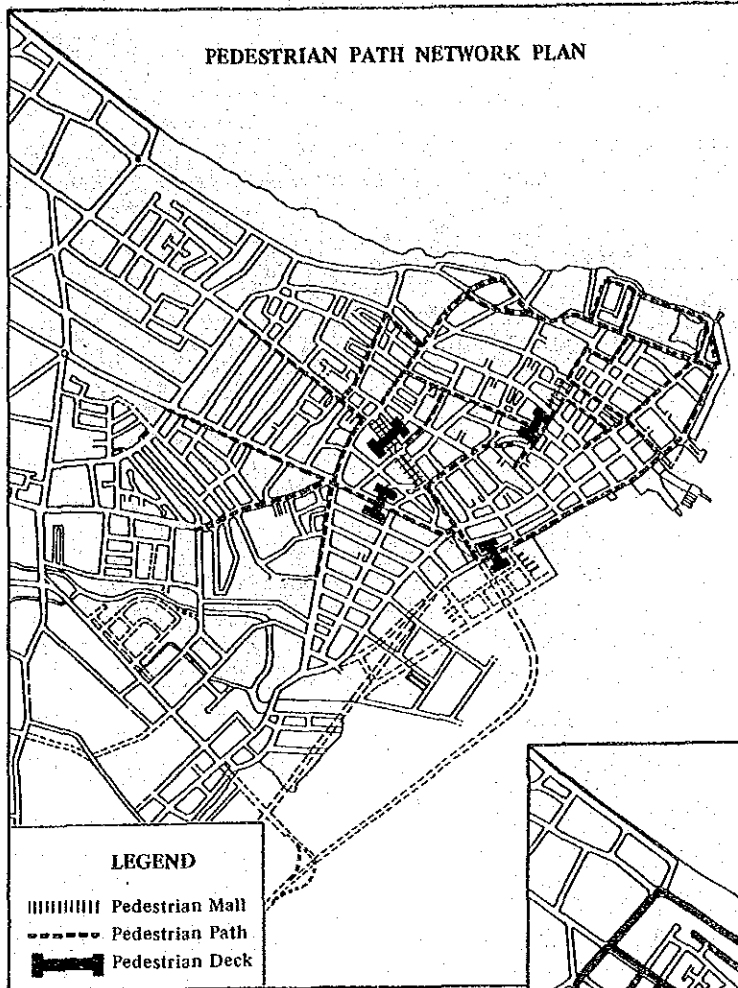 PEDESTRIAN PATH NETWORK PLAN
LEGEND
Pedestrian Mall
Pedestrian Path
Pedestrian Deck